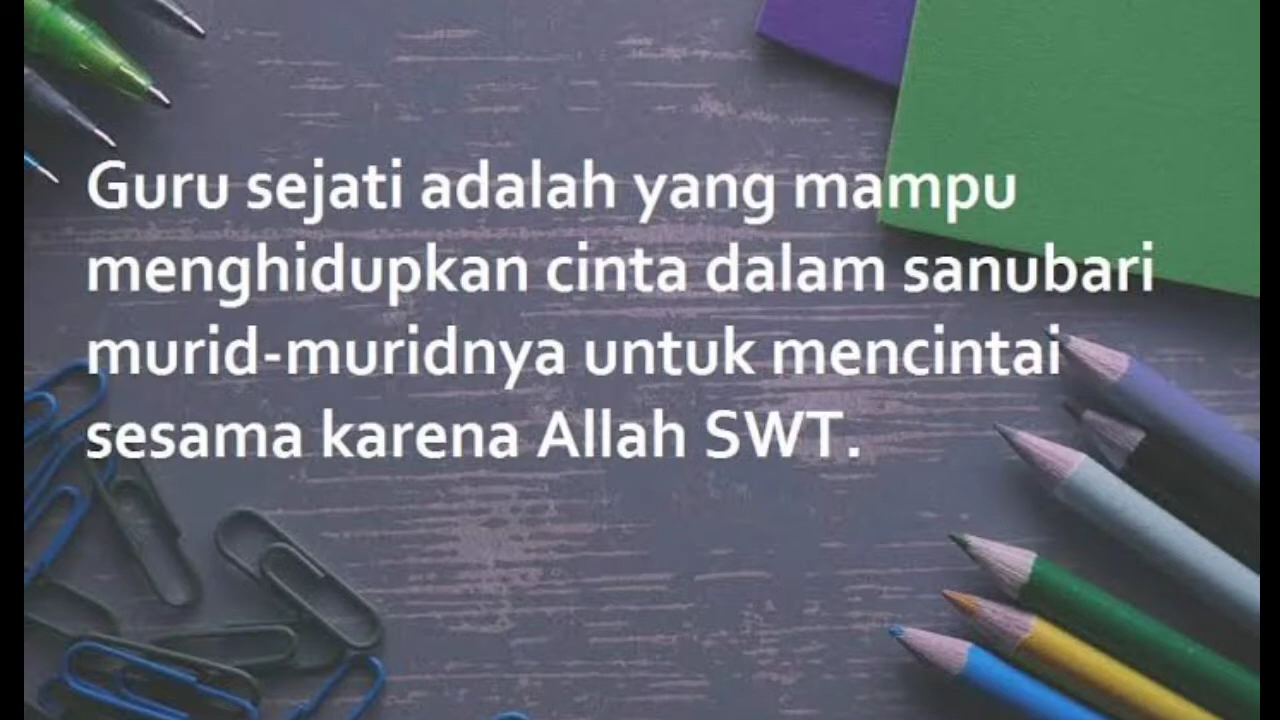 Guru sejati adalah yang mampu
menghidupkan cinta dalam sanubari
murid-muridnya untuk mencintai
sesama karena Allah SWT.